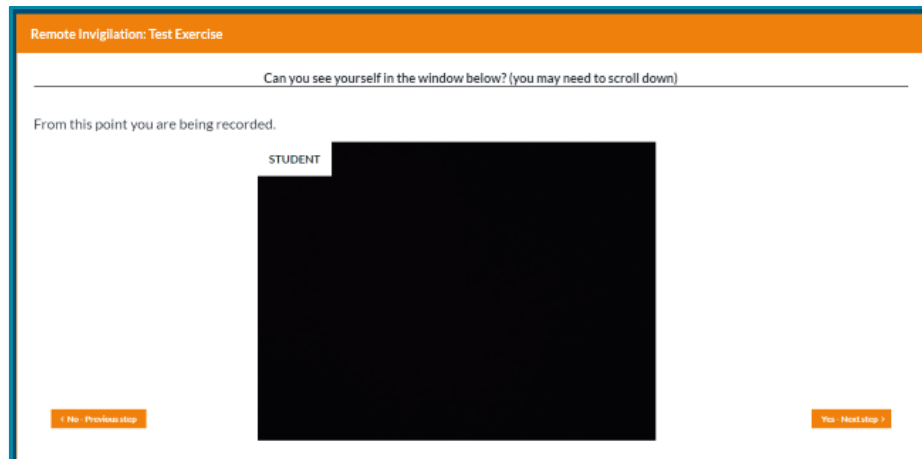 Remote Invigilation: Test Exercise
Can you see yourself in the window below? (you may need to scroll down)
From this point you are being recorded.
STUDENT
< No - Previous step
Yes - Next step >